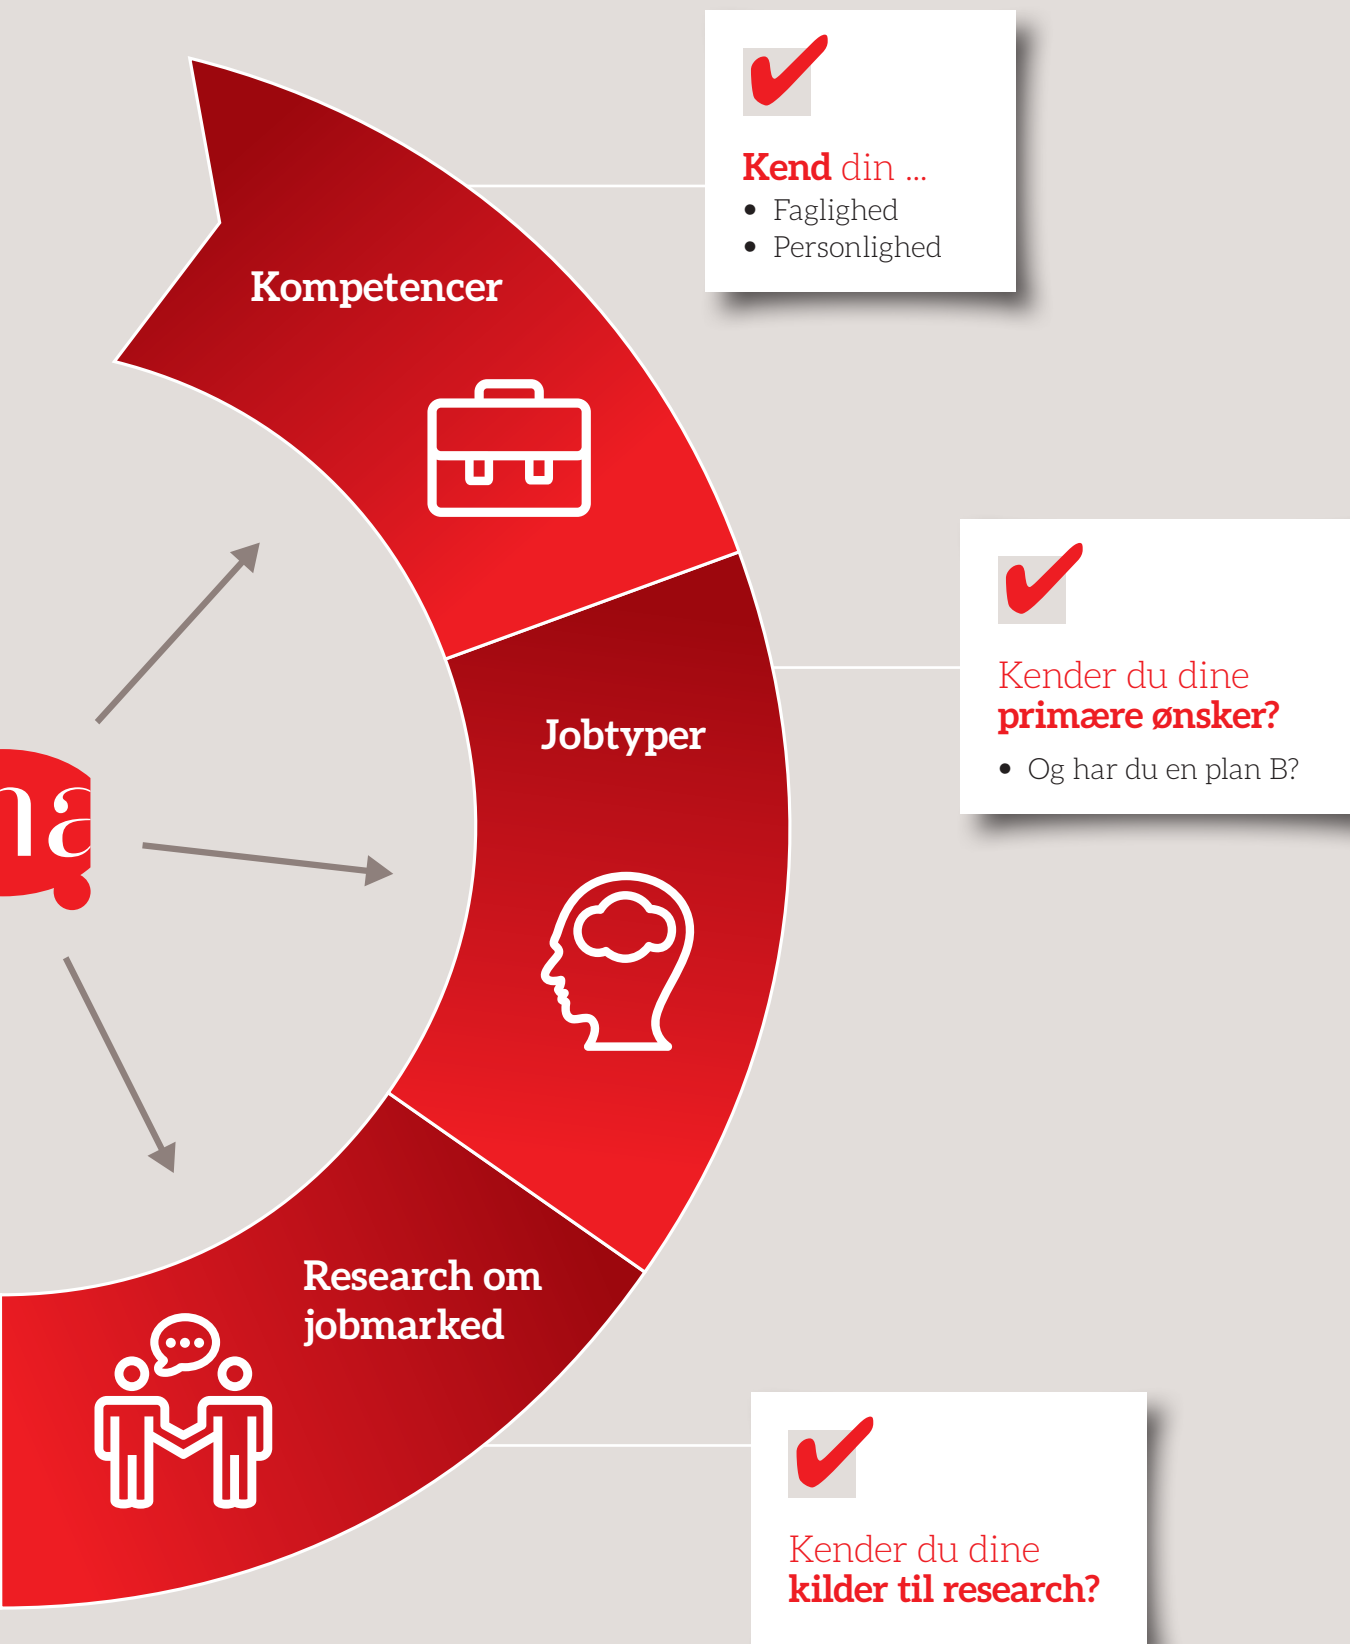 Kend din ...
• Faglighed
• Personlighed
Kompetencer
Kender du dine
primære ønsker?
• Og har du en plan B?
Jobtyper
Research om
jobmarked
Kender du dine
kilder til research?